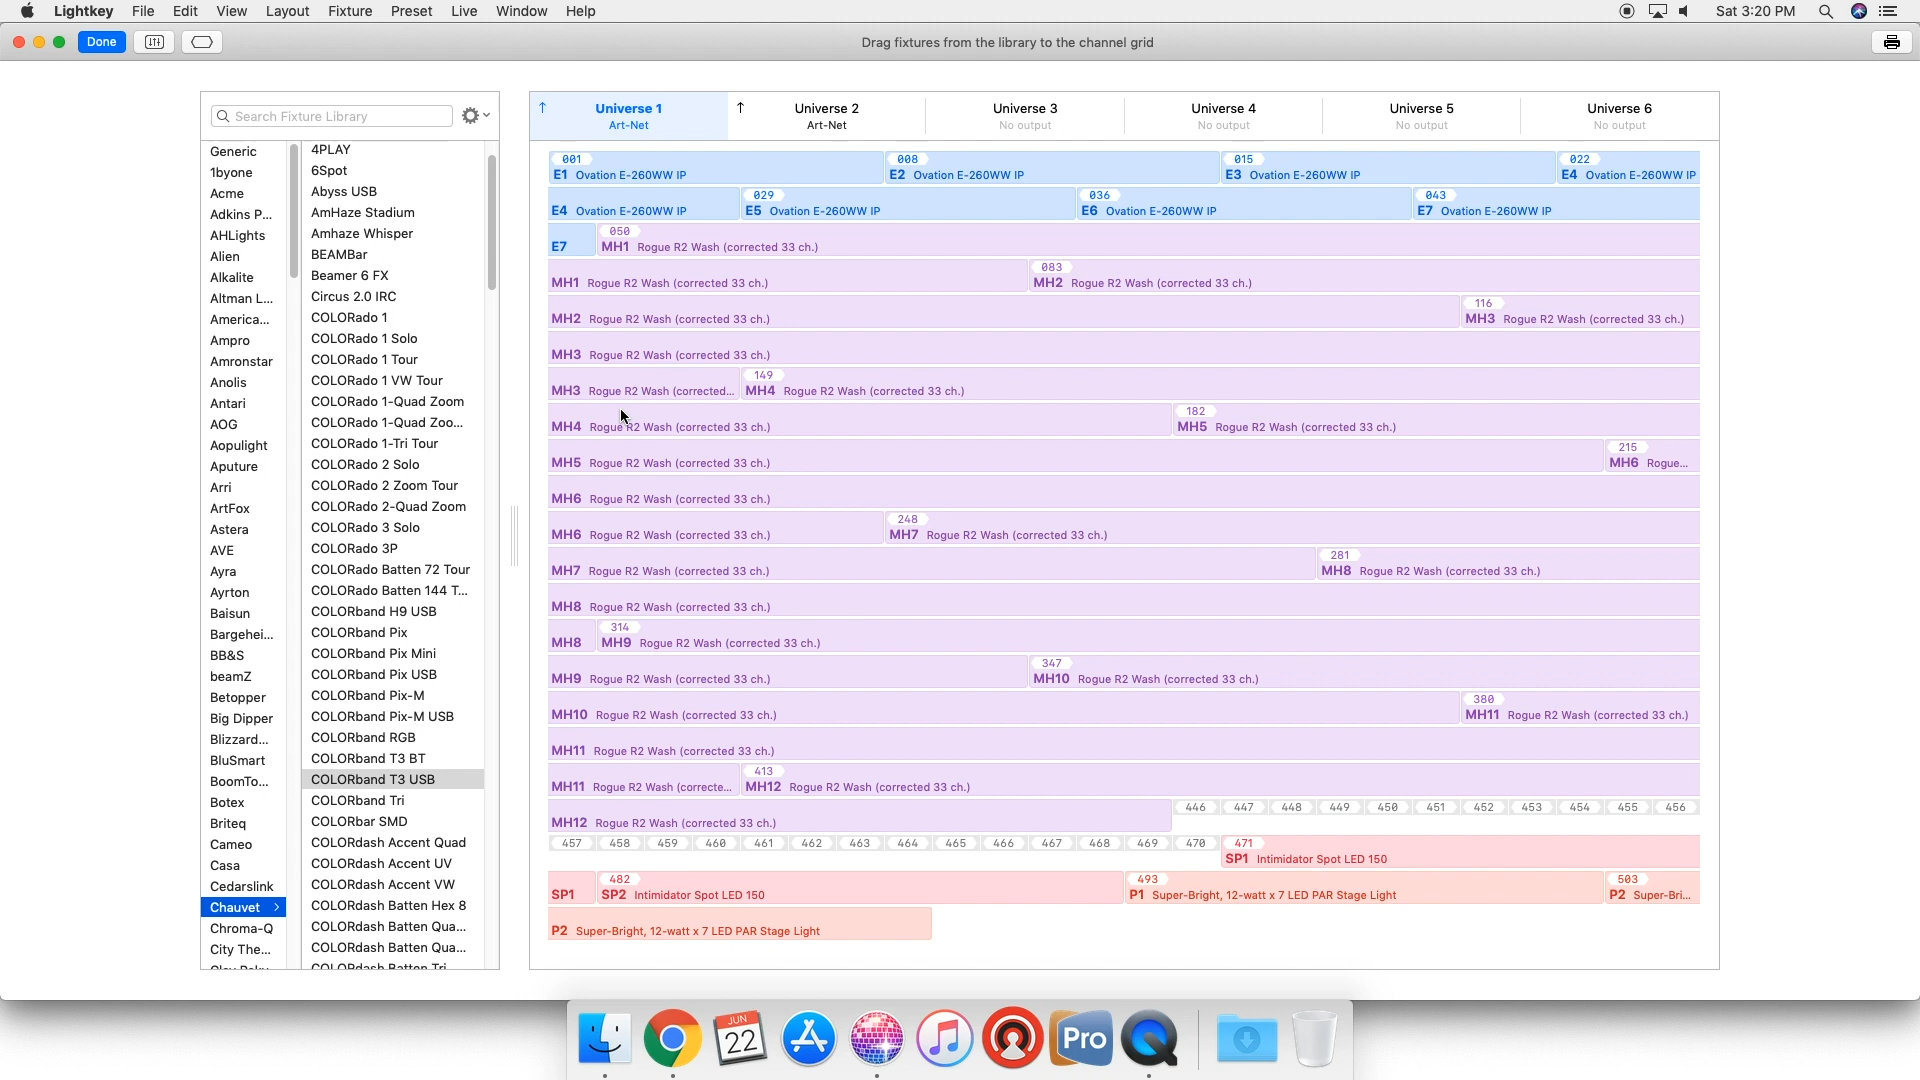 Lightkey File Edit View Layout Fixture Preset Live Window Help Sat 3:20 PM
Done Drag fixtures from the library to the channel grid
Search Fixture Library
Generic
1byone
Acme
Adkins P...
AHLights
Alien
Alkalite
Altman L...
America...
Ampro
Amronstar
Anolis
Antari
AOG
Aopulight
Aputure
Arri
ArtFox
Astera
AVE
Ayra
Ayrton
Baisun
Bargehei...
BB&S
beamZ
Betopper
Big Dipper
Blizzard...
BluSmart
BoomTo...
Botex
Briteq
Cameo
Casa
Cedarslink
Chauvet
Chroma-Q
City The...
4PLAY
6Spot
Abyss USB
AmHaze Stadium
Amhaze Whisper
BEAMBar
Beamer 6 FX
Circus 2.0 IRC
COLORado 1
COLORado 1 Solo
COLORado 1 Tour
COLORado 1 VW Tour
COLORado 1-Quad Zoom
COLORado 1-Quad Zoo...
COLORado 1-Tri Tour
COLORado 2 Solo
COLORado 2 Zoom Tour
COLORado 2-Quad Zoom
COLORado 3 Solo
COLORado 3P
COLORado Batten 72 Tour
COLORado Batten 144 T...
COLORband H9 USB
COLORband Pix
COLORband Pix Mini
COLORband Pix USB
COLORband Pix-M
COLORband Pix-M USB
COLORband RGB
COLORband T3 BT
COLORband T3 USB
COLORband Tri
COLORbar SMD
COLORdash Accent Quad
COLORdash Accent UV
COLORdash Accent VW
COLORdash Batten Hex 8
COLORdash Batten Qua...
COLORdash Batten Qua...
COLORdash Batten Tri
Universe 1 Universe 2 Universe 3 Universe 4 Universe 5 Universe 6
Art-Net Art-Net No output No output No output No output
001 008 015 022
E1 Ovation E-260WW IP E2 Ovation E-260WW IP E3 Ovation E-260WW IP E4 Ovation E-260WW IP
029 036 043
E4 Ovation E-260WW IP E5 Ovation E-260WW IP E6 Ovation E-260WW IP E7 Ovation E-260WW IP
050
E7 MH1 Rogue R2 Wash (corrected 33 ch.)
083
MH1 Rogue R2 Wash (corrected 33 ch.) MH2 Rogue R2 Wash (corrected 33 ch.)
116
MH2 Rogue R2 Wash (corrected 33 ch.) MH3 Rogue R2 Wash (corrected 33 ch.)
MH3 Rogue R2 Wash (corrected 33 ch.)
149
MH3 Rogue R2 Wash (corrected... MH4 Rogue R2 Wash (corrected 33 ch.)
182
MH4 Rogue R2 Wash (corrected 33 ch.) MH5 Rogue R2 Wash (corrected 33 ch.)
215
MH5 Rogue R2 Wash (corrected 33 ch.) MH6 Rogue...
MH6 Rogue R2 Wash (corrected 33 ch.)
248
MH6 Rogue R2 Wash (corrected 33 ch.) MH7 Rogue R2 Wash (corrected 33 ch.)
281
MH7 Rogue R2 Wash (corrected 33 ch.) MH8 Rogue R2 Wash (corrected 33 ch.)
MH8 Rogue R2 Wash (corrected 33 ch.)
314
MH8 MH9 Rogue R2 Wash (corrected 33 ch.)
347
MH9 Rogue R2 Wash (corrected 33 ch.) MH10 Rogue R2 Wash (corrected 33 ch.)
380
MH10 Rogue R2 Wash (corrected 33 ch.) MH11 Rogue R2 Wash (corrected 33 ch.)
MH11 Rogue R2 Wash (corrected 33 ch.)
413
MH11 Rogue R2 Wash (correcte... MH12 Rogue R2 Wash (corrected 33 ch.)
446 447 448 449 450 451 452 453 454 455 456
MH12 Rogue R2 Wash (corrected 33 ch.)
457 458 459 460 461 462 463 464 465 466 467 468 469 470 471
SP1 Intimidator Spot LED 150
482 493 503
SP1 SP2 Intimidator Spot LED 150 P1 Super-Bright, 12-watt x 7 LED PAR Stage Light P2 Super-Bri...
P2 Super-Bright, 12-watt x 7 LED PAR Stage Light
JUN
22
Pro